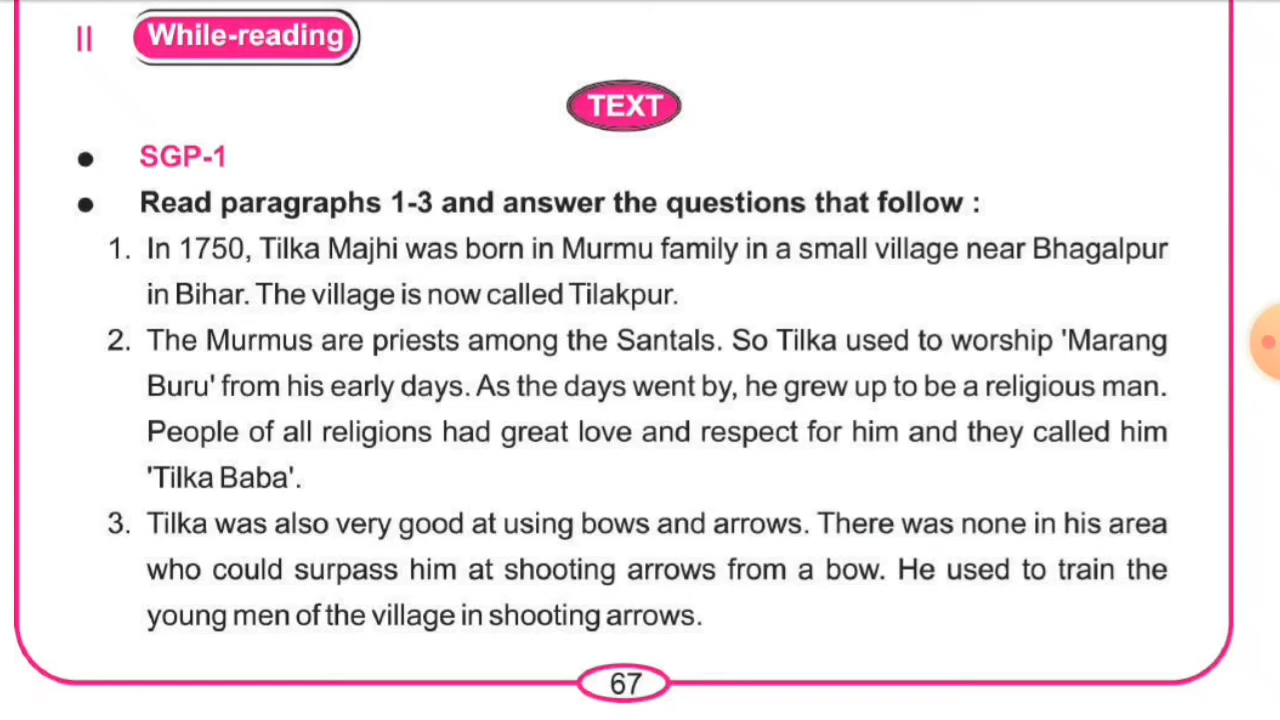 II While-reading
TEXT
● SGP-1
● Read paragraphs 1-3 and answer the questions that follow :
1. In 1750, Tilka Majhi was born in Murmu family in a small village near Bhagalpur
in Bihar. The village is now called Tilakpur.
2. The Murmus are priests among the Santals. So Tilka used to worship 'Marang
Buru' from his early days. As the days went by, he grew up to be a religious man.
People of all religions had great love and respect for him and they called him
'Tilka Baba'.
3. Tilka was also very good at using bows and arrows. There was none in his area
who could surpass him at shooting arrows from a bow. He used to train the
young men of the village in shooting arrows.
67